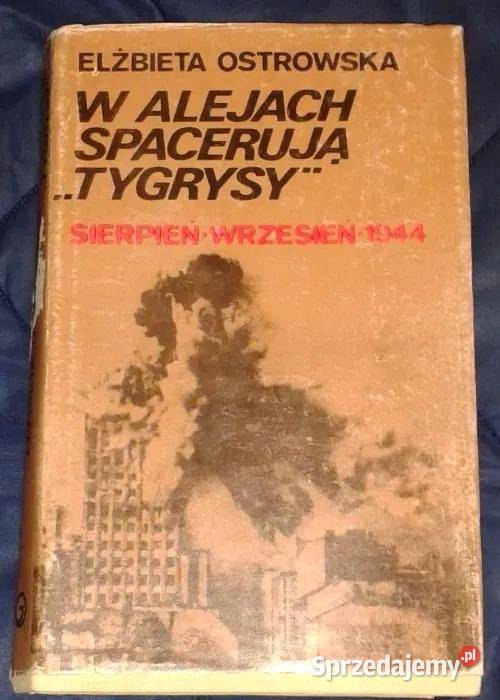 ELŻBIETA OSTROWSKA
W ALEJACH
SPACERUJĄ
„TYGRYSY”
SIERPIEŃ·WRZESIEŃ·1944
Sprzedajemy.pl